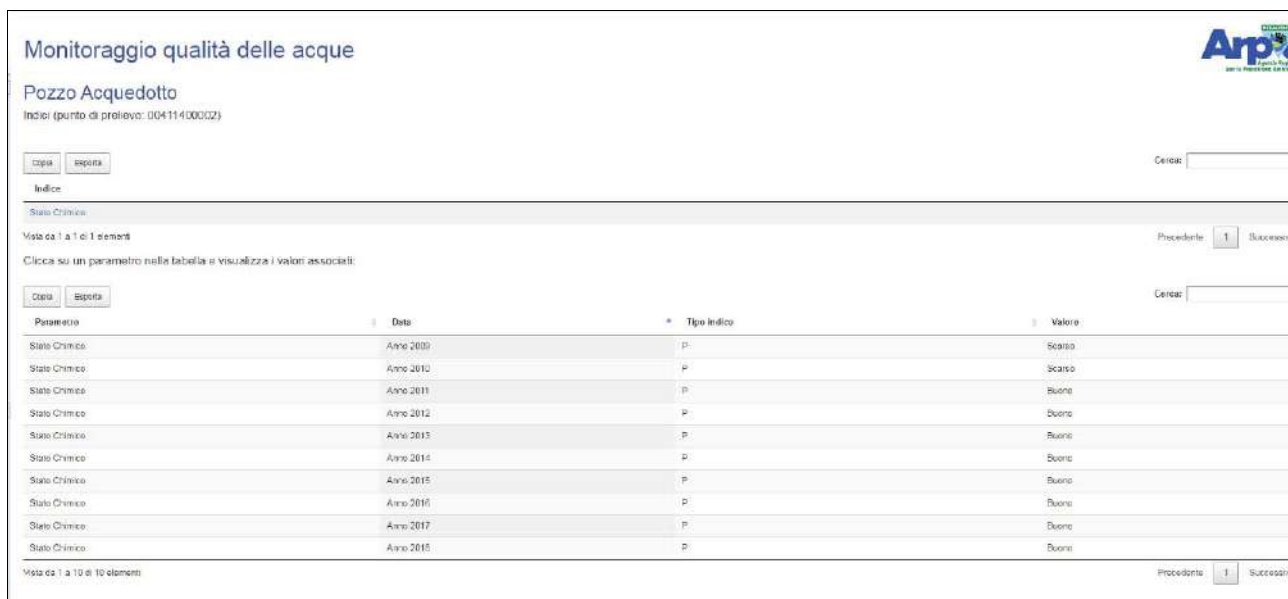 Monitoraggio qualità delle acque
Arp
Pozzo Acquedotto
Indici (punto di prelievo: 00411400002)
Copia Esporta Cerca:
Indice
Stato Chimico
Vista da 1 a 1 di 1 elementi Precedente 1 Successi
Clicca su un parametro nella tabella e visualizza i valori associati:
Copia Esporta Cerca:
Parametro Data Tipo indice Valore
Stato Chimico Anno 2009 P Scarso
Stato Chimico Anno 2010 P Scarso
Stato Chimico Anno 2011 P Buono
Stato Chimico Anno 2012 P Buono
Stato Chimico Anno 2013 P Buono
Stato Chimico Anno 2014 P Buono
Stato Chimico Anno 2015 P Buono
Stato Chimico Anno 2016 P Buono
Stato Chimico Anno 2017 P Buono
Stato Chimico Anno 2018 P Buono
Vista da 1 a 10 di 10 elementi Precedente 1 Successi